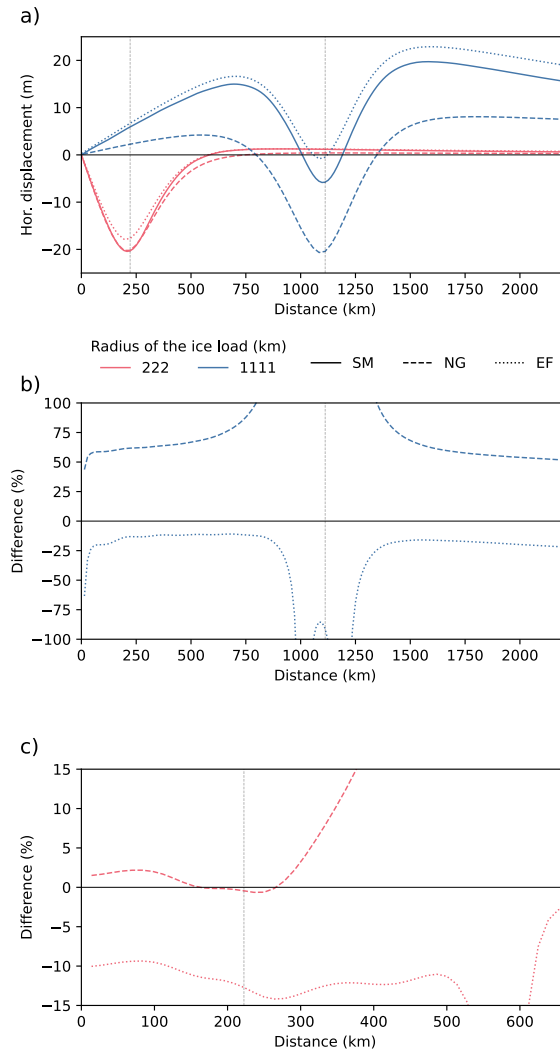 a)
20
10
0
−10
−20
Hor. displacement (m)
0 250 500 750 1000 1250 1500 1750 2000
Distance (km)
Radius of the ice load (km)
222 1111 SM NG EF
b)
100
75
50
25
0
−25
−50
−75
−100
Difference (%)
0 250 500 750 1000 1250 1500 1750 2000
Distance (km)
c)
15
10
5
0
−5
−10
−15
Difference (%)
0 100 200 300 400 500 600
Distance (km)